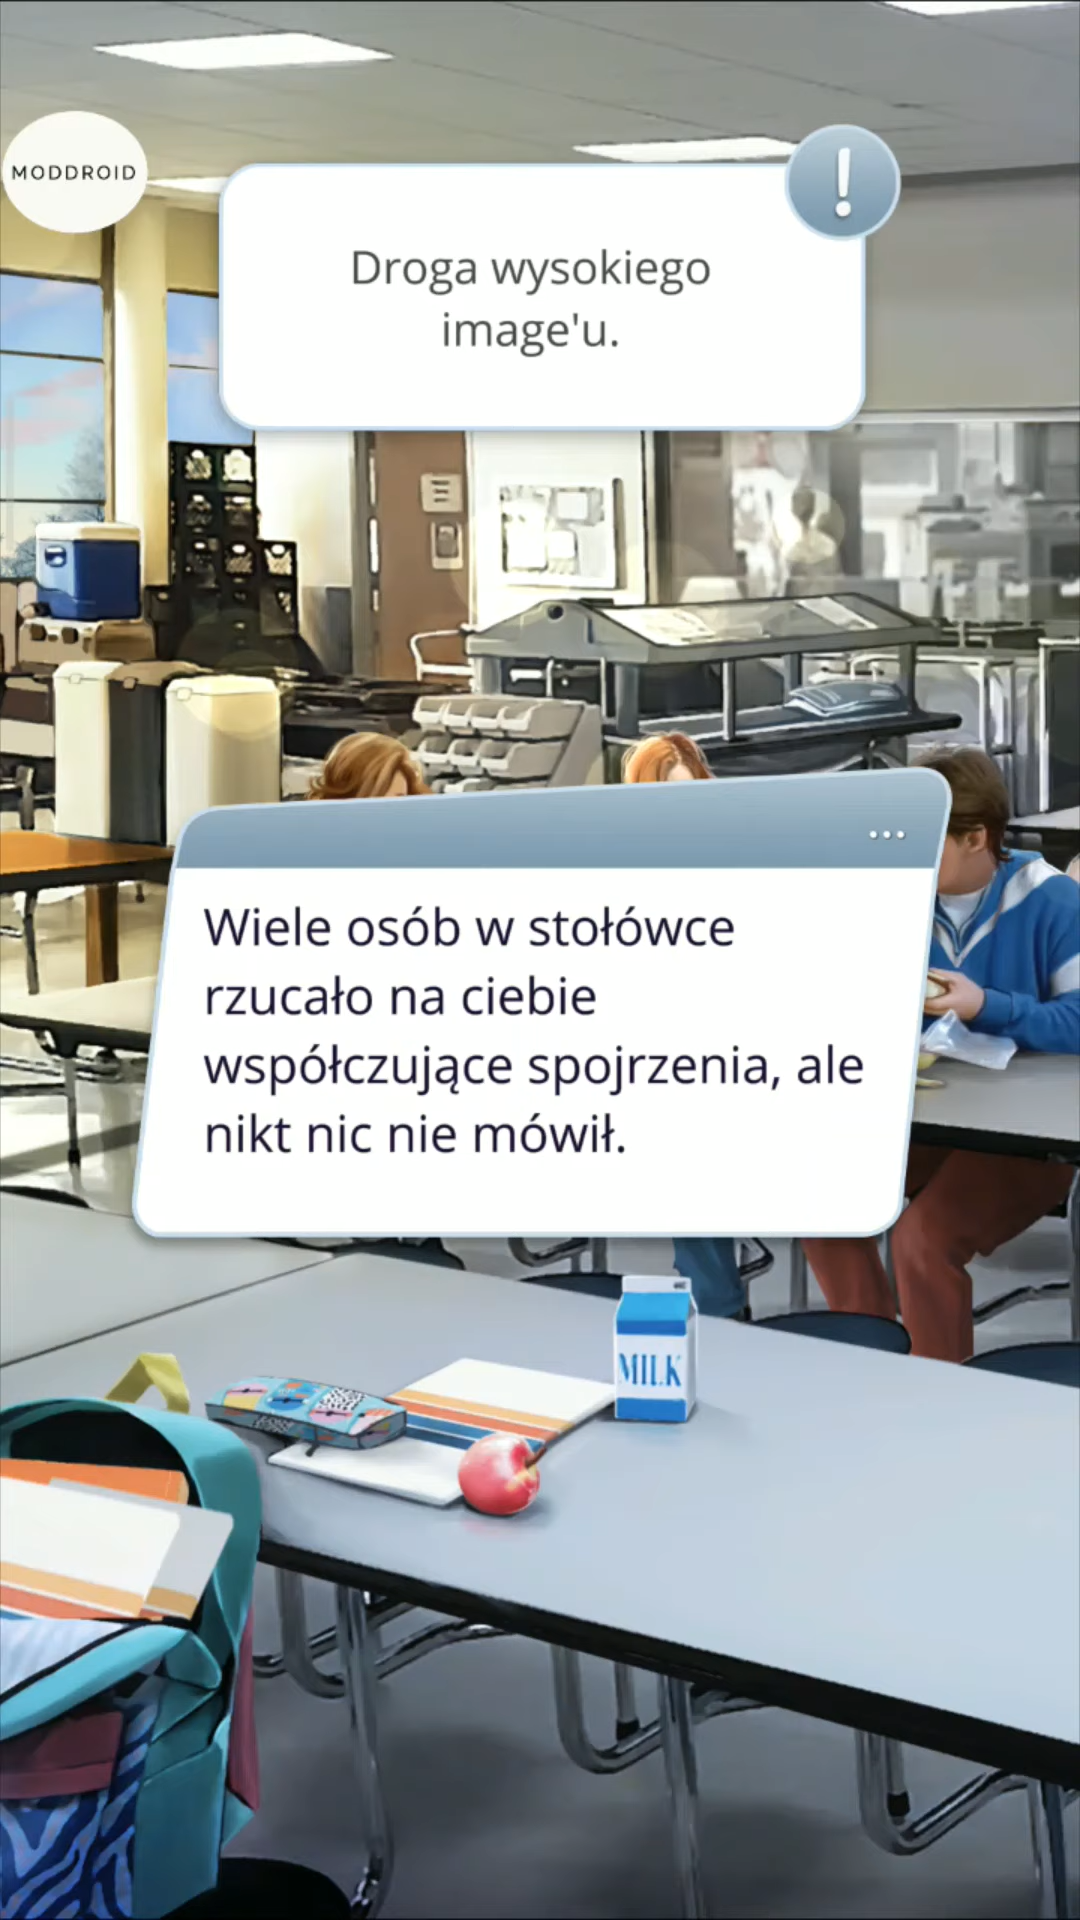 MODDROID
Droga wysokiego
image'u.
Wiele osób w stołówce
rzucało na ciebie
współczujące spojrzenia, ale
nikt nic nie mówił.
MILK